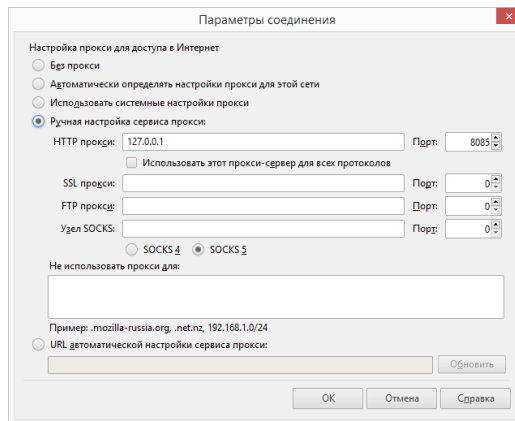 Параметры соединения
Настройка прокси для доступа в Интернет
Без прокси
Автоматически определять настройки прокси для этой сети
Использовать системные настройки прокси
Ручная настройка сервиса прокси:
HTTP прокси: 127.0.0.1 Порт: 8085
Использовать этот прокси-сервер для всех протоколов
SSL прокси: Порт: 0
FTP прокси: Порт: 0
Узел SOCKS: Порт: 0
SOCKS 4 SOCKS 5
Не использовать прокси для:
Пример: .mozilla-russia.org, .net.nz, 192.168.1.0/24
URL автоматической настройки сервиса прокси:
Обновить
ОК Отмена Справка